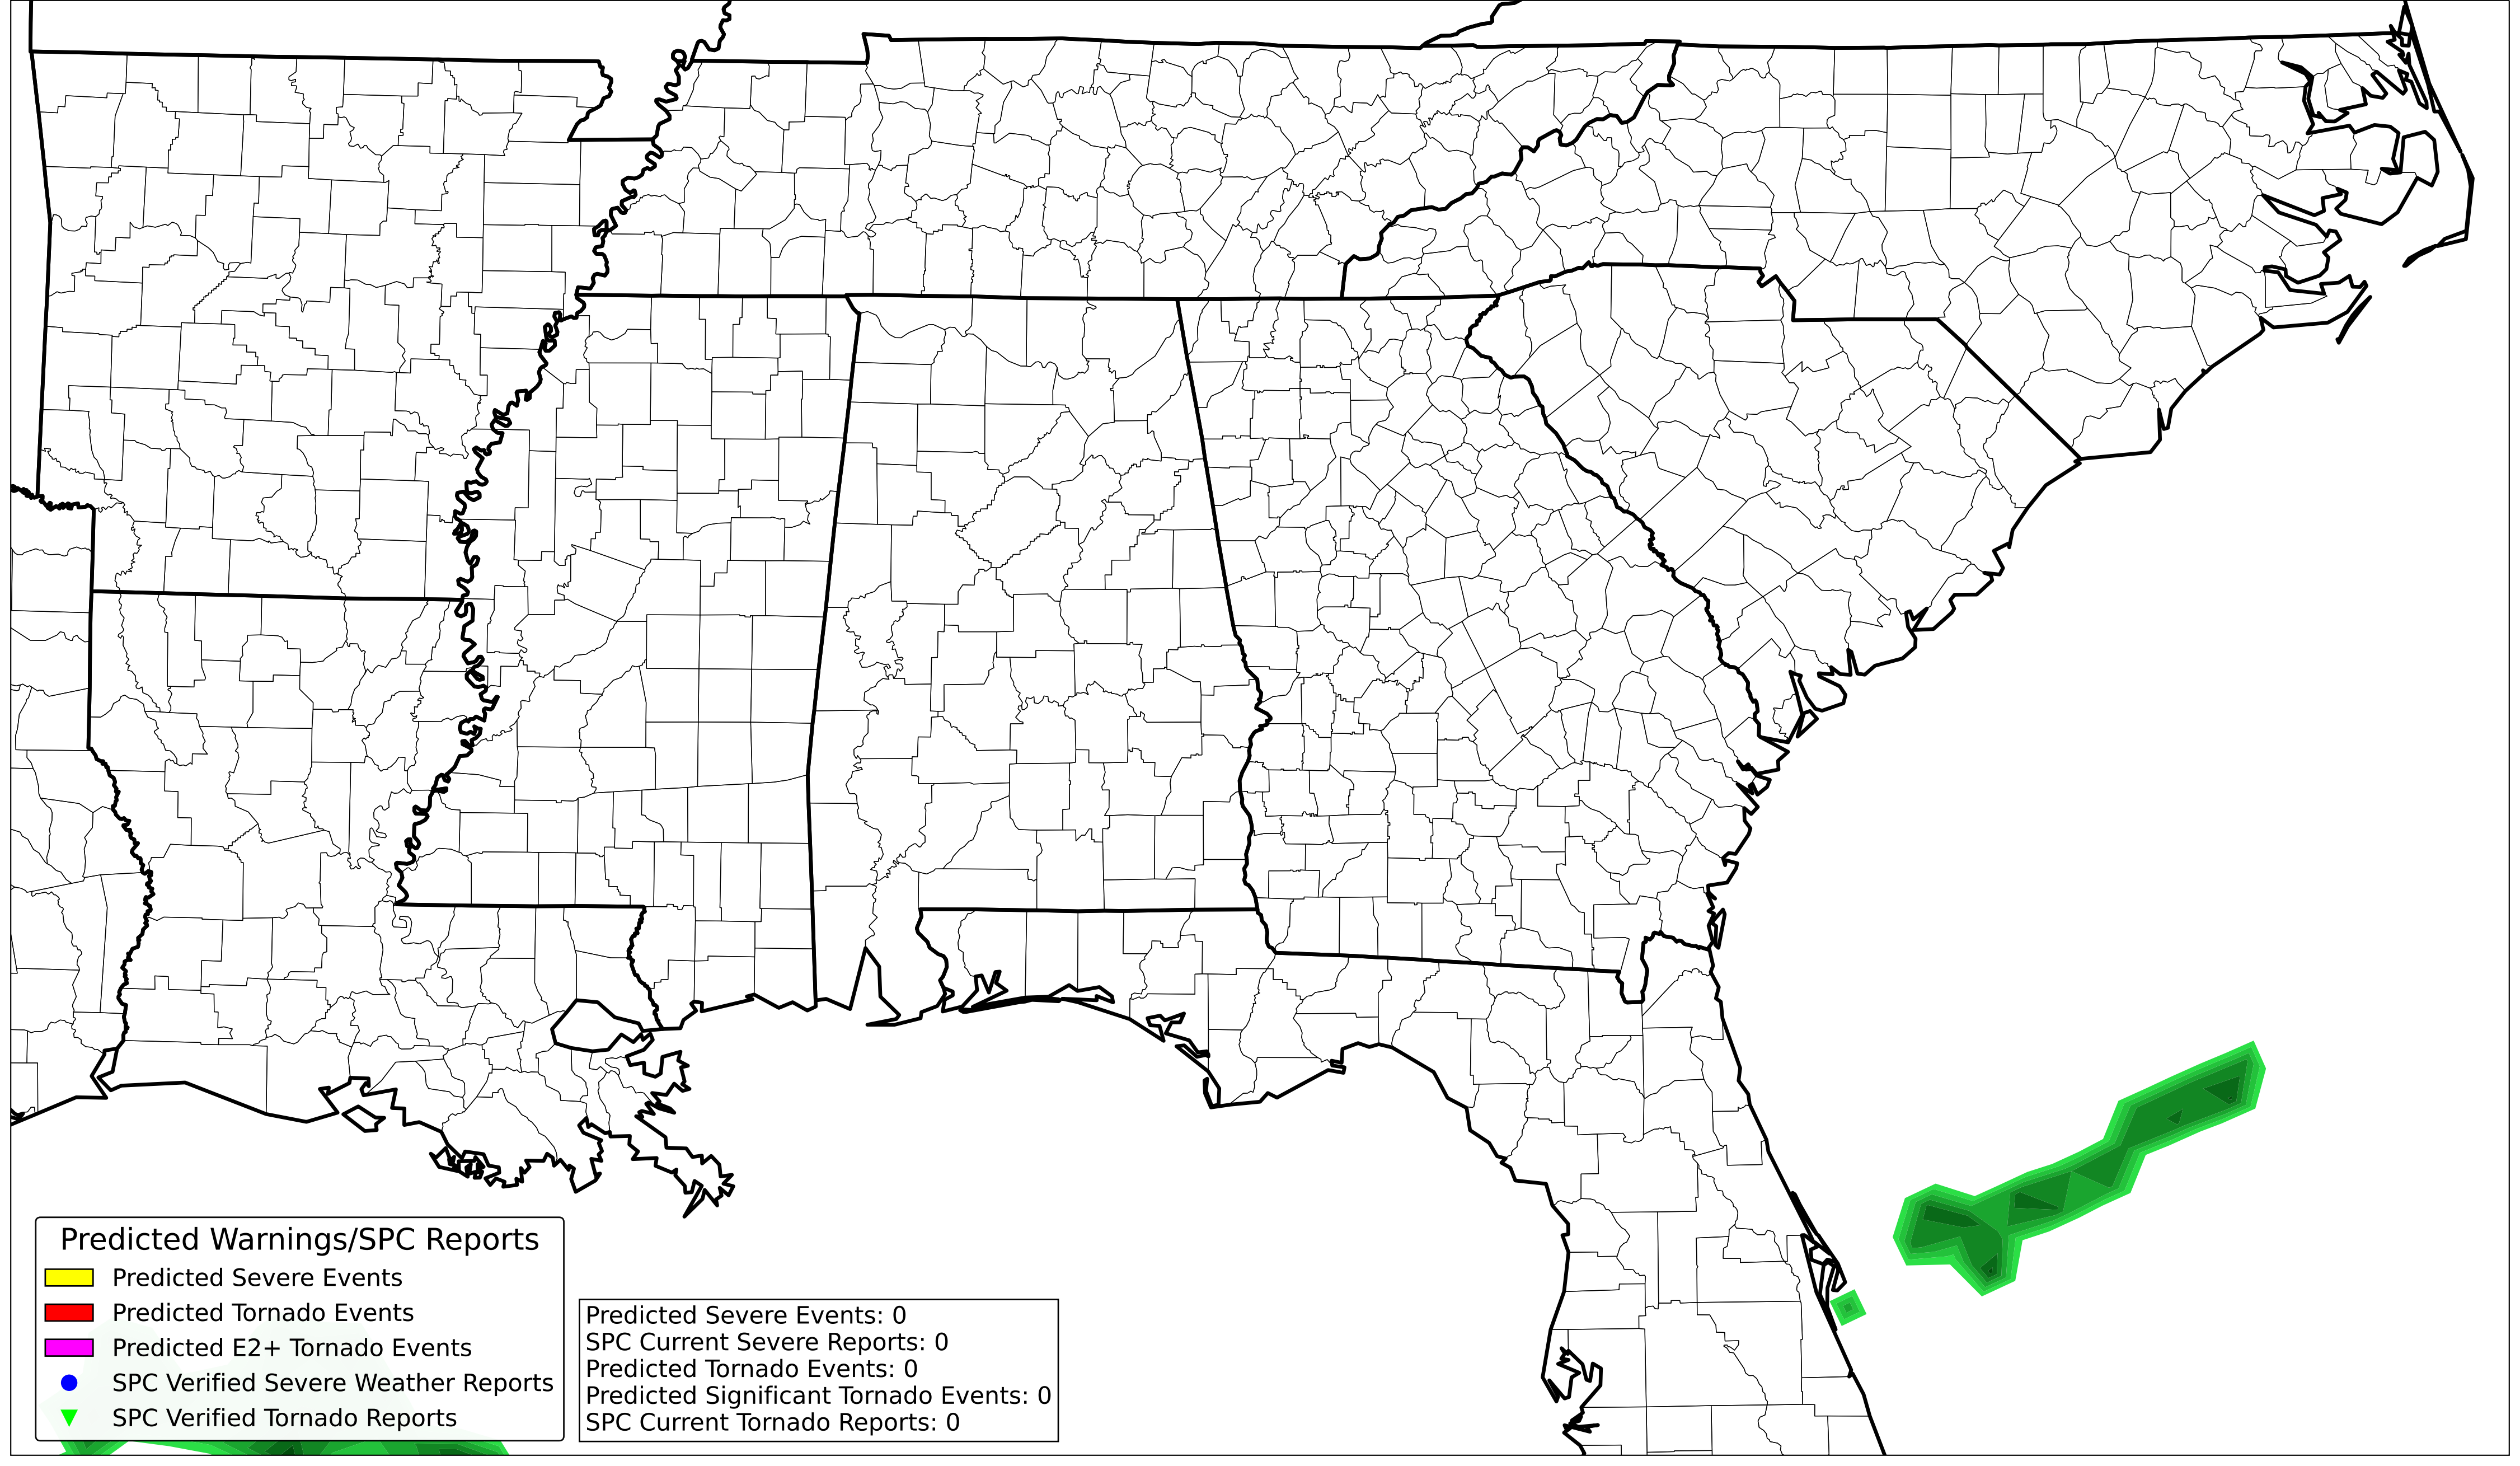 Predicted Warnings/SPC Reports
Predicted Severe Events
Predicted Tornado Events
Predicted E2+ Tornado Events
SPC Verified Severe Weather Reports
SPC Verified Tornado Reports
Predicted Severe Events: 0
SPC Current Severe Reports: 0
Predicted Tornado Events: 0
Predicted Significant Tornado Events: 0
SPC Current Tornado Reports: 0